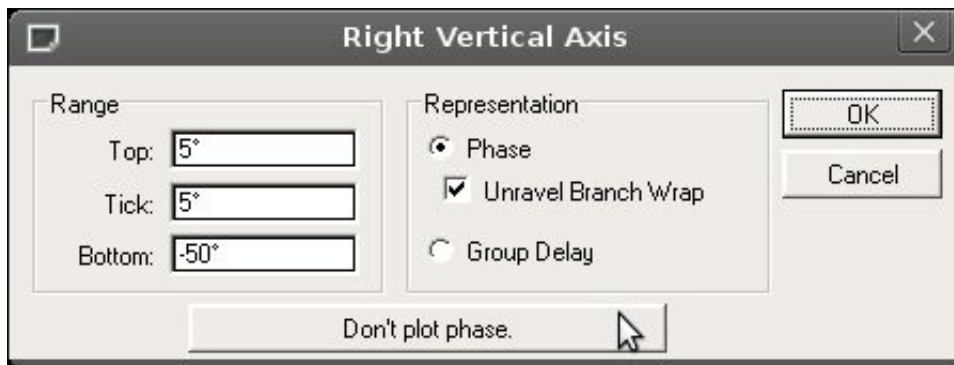 Right Vertical Axis
Range
Top: 5°
Tick: 5°
Bottom: -50°
Representation
Phase
Unravel Branch Wrap
Group Delay
OK
Cancel
Don't plot phase.